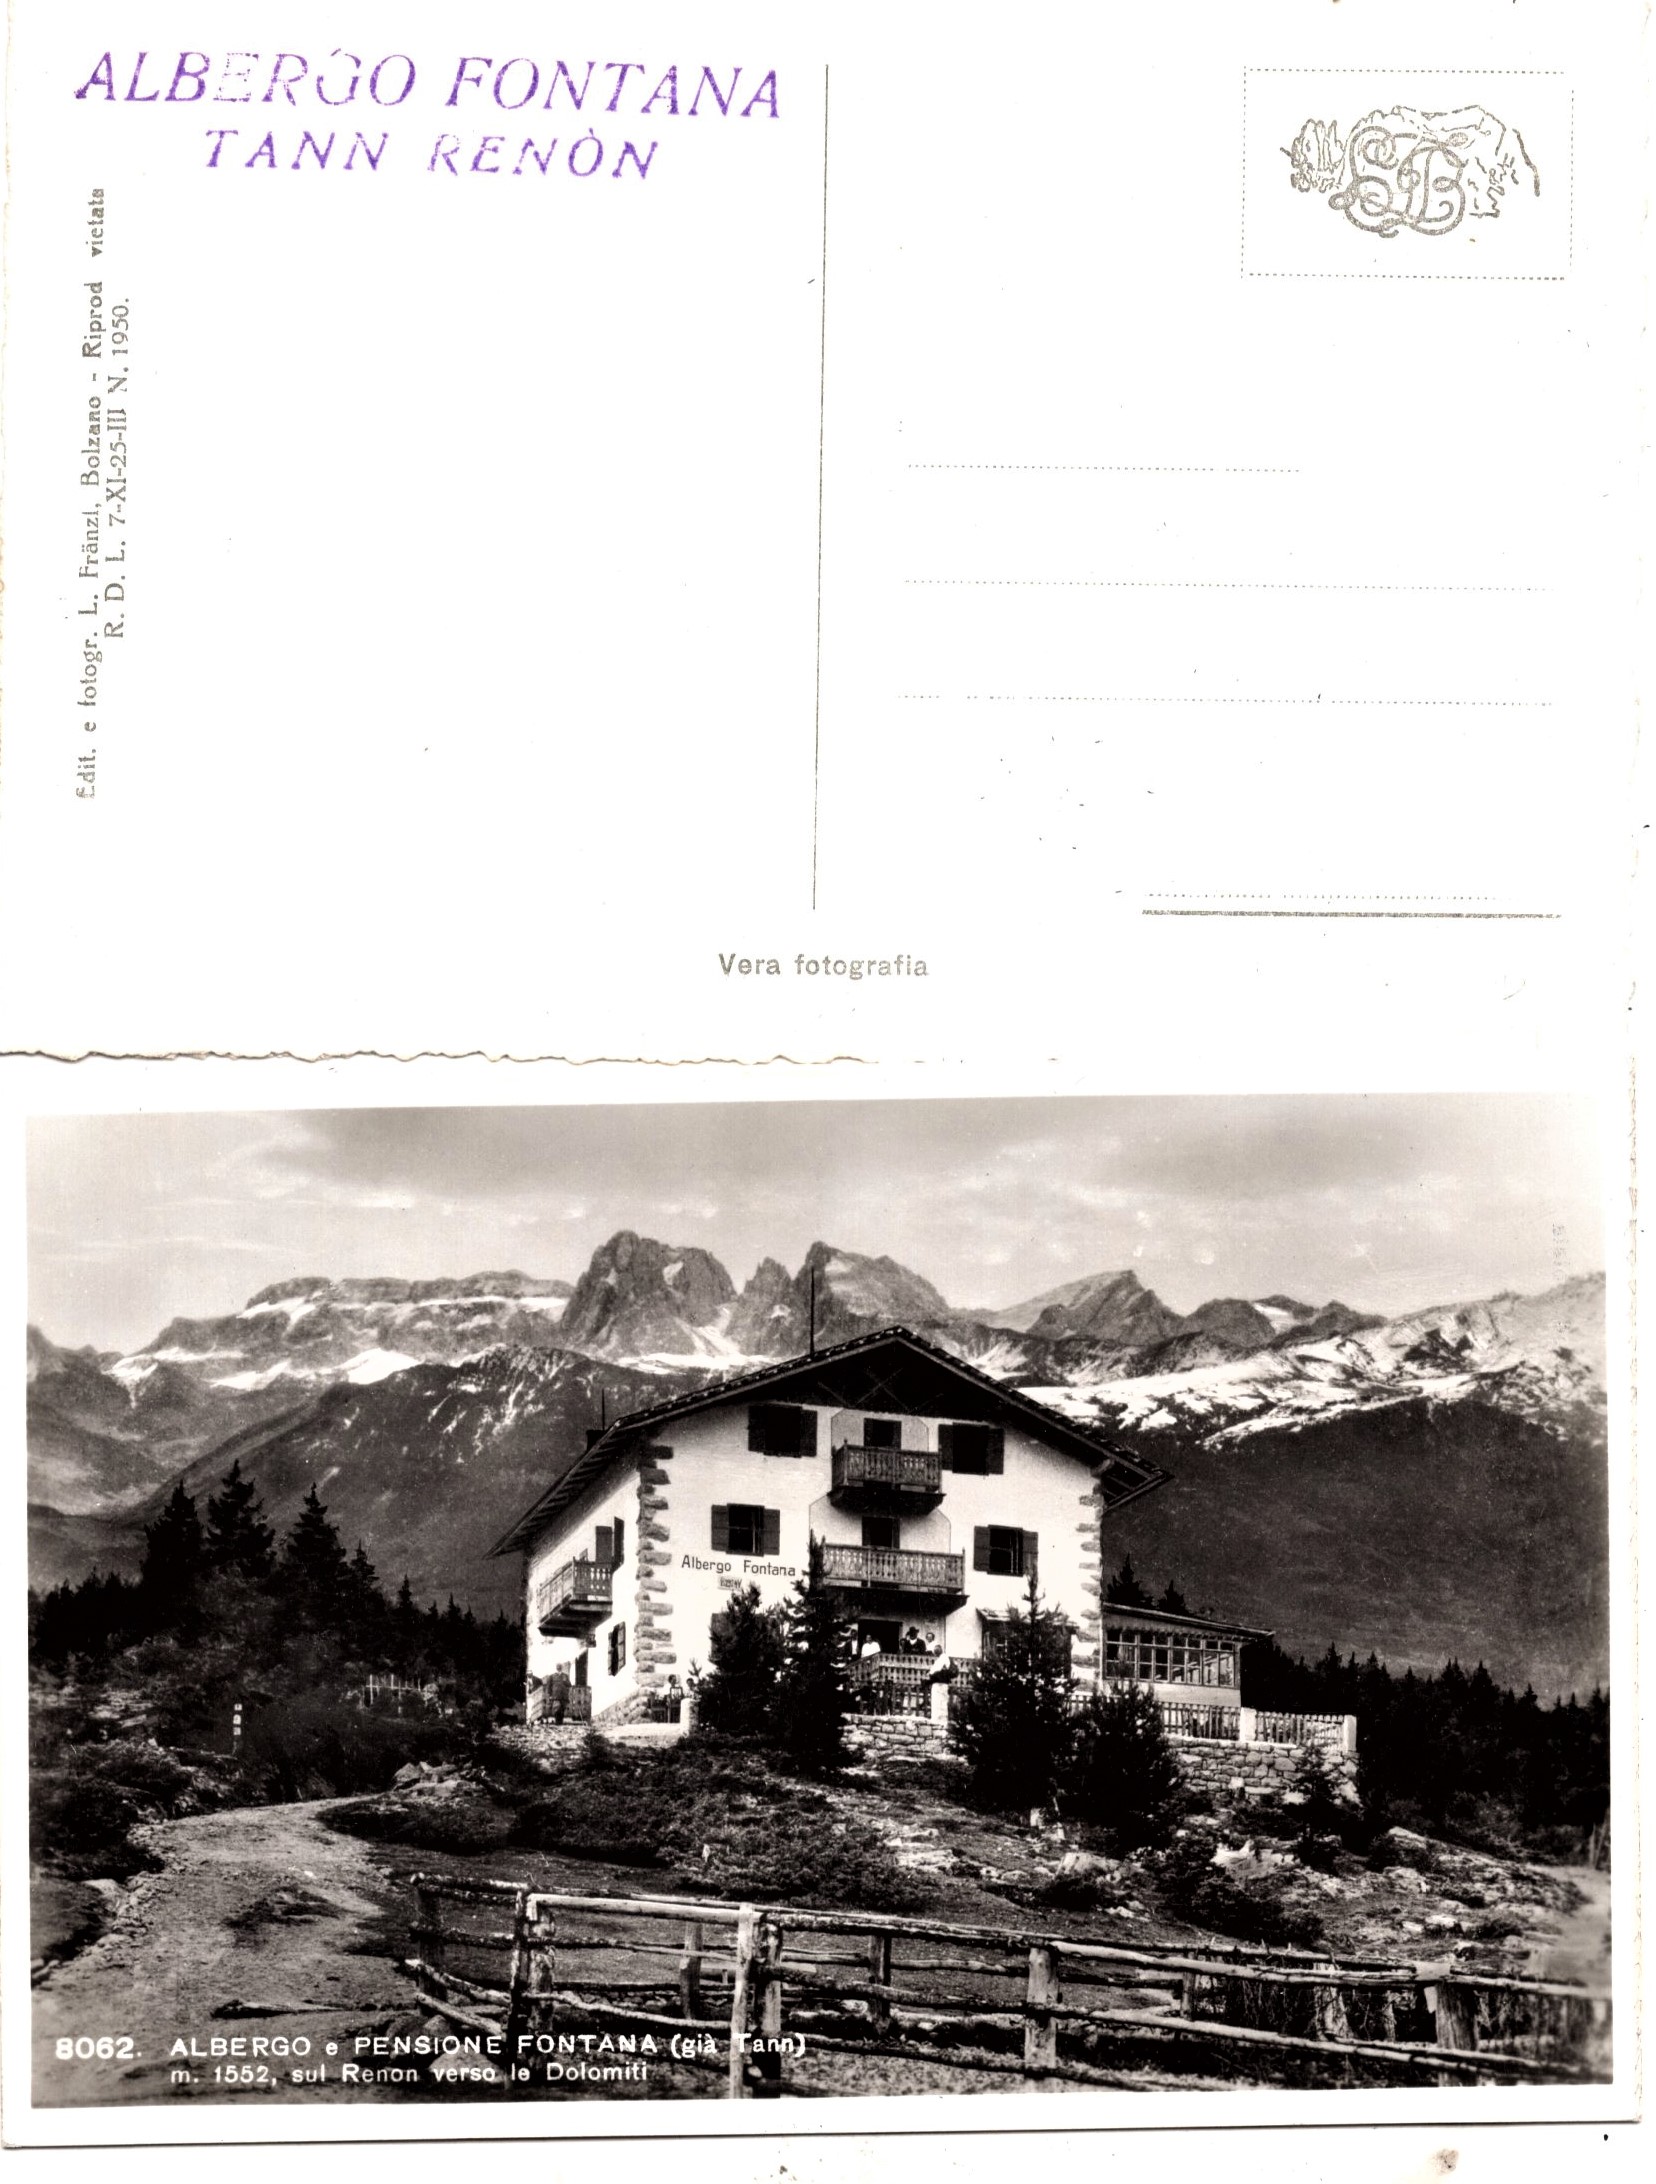 ALBERGO FONTANA
TANN RENÒN
Edit. e fotogr. L. Fränzl, Bolzano - Riprod vietata
R. D. L. 7-XI-25-III N. 1950.
Vera fotografia
Albergo Fontana
8062. ALBERGO e PENSIONE FONTANA (già Tann)
m. 1552, sul Renon verso le Dolomiti